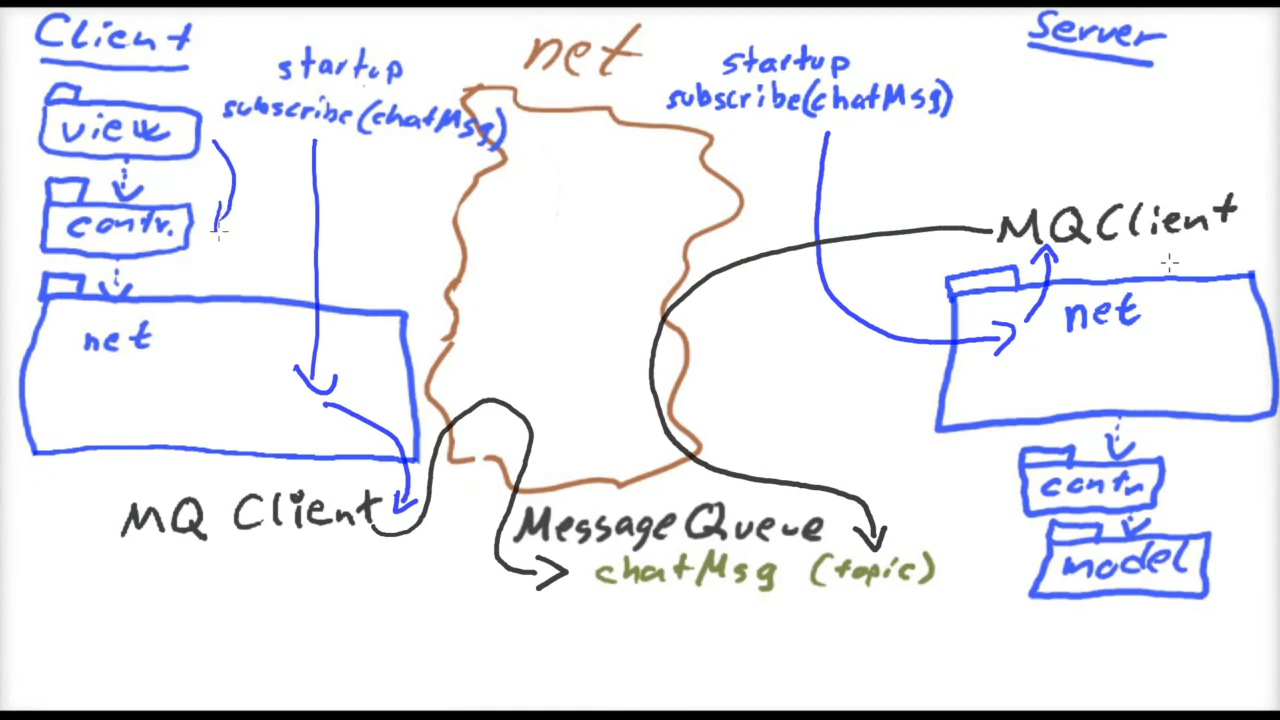 Client
startup
subscribe(chatMsg)
view
contr.
net
MQ Client
net
Message Queue
chatMsg (topic)
Server
startup
subscribe(chatMsg)
MQClient
net
contr
model